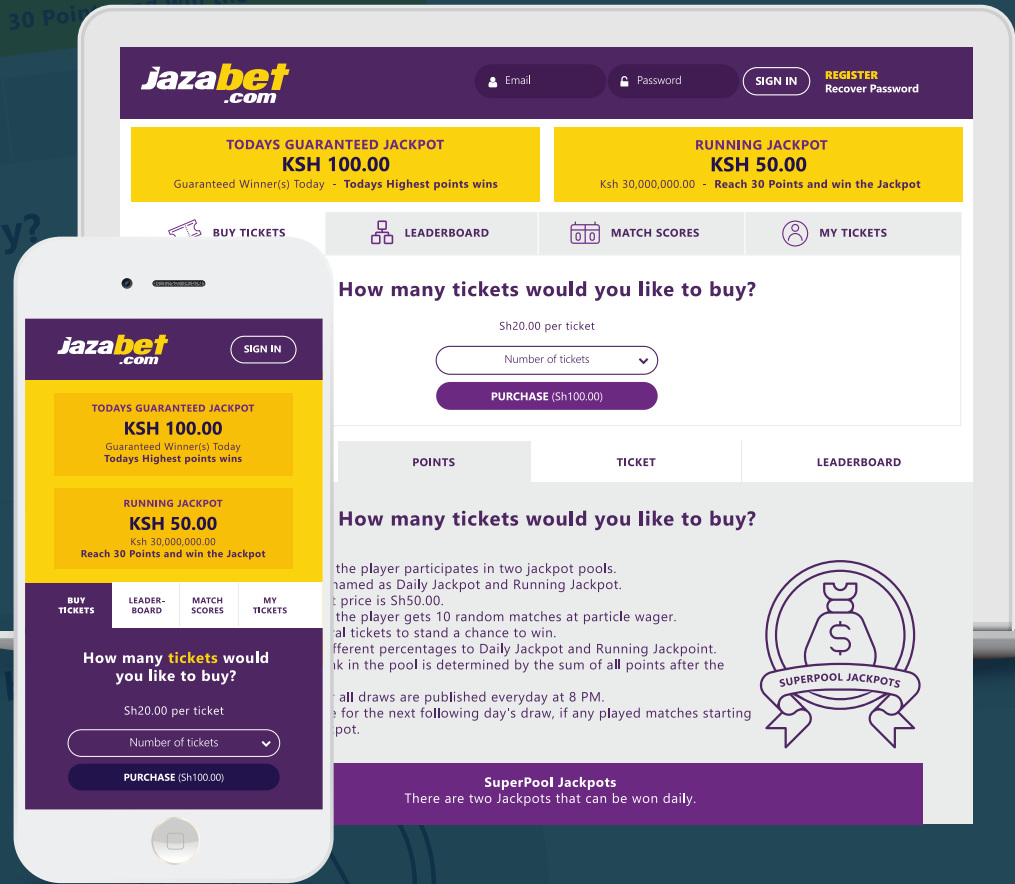 30 Poin
jazabet
.com
Email
Password
SIGN IN
REGISTER
Recover Password
TODAYS GUARANTEED JACKPOT
KSH 100.00
Guaranteed Winner(s) Today - Todays Highest points wins
RUNNING JACKPOT
KSH 50.00
Ksh 30,000,000.00 - Reach 30 Points and win the Jackpot
BUY TICKETS
LEADERBOARD
MATCH SCORES
MY TICKETS
y?
How many tickets would you like to buy?
Sh20.00 per ticket
Number of tickets
PURCHASE (Sh100.00)
POINTS
TICKET
LEADERBOARD
How many tickets would you like to buy?
the player participates in two jackpot pools.
named as Daily Jackpot and Running Jackpot.
t price is Sh50.00.
the player gets 10 random matches at particle wager.
al tickets to stand a chance to win.
fferent percentages to Daily Jackpot and Running Jackpoint.
nk in the pool is determined by the sum of all points after the
all draws are published everyday at 8 PM.
e for the next following day's draw, if any played matches starting
kpot.
$
SUPERPOOL JACKPOTS
SuperPool Jackpots
There are two Jackpots that can be won daily.
jazabet
.com
SIGN IN
TODAYS GUARANTEED JACKPOT
KSH 100.00
Guaranteed Winner(s) Today
Todays Highest points wins
RUNNING JACKPOT
KSH 50.00
Ksh 30,000,000.00
Reach 30 Points and win the Jackpot
BUY
TICKETS
LEADER-
BOARD
MATCH
SCORES
MY
TICKETS
How many tickets would
you like to buy?
Sh20.00 per ticket
Number of tickets
PURCHASE (Sh100.00)